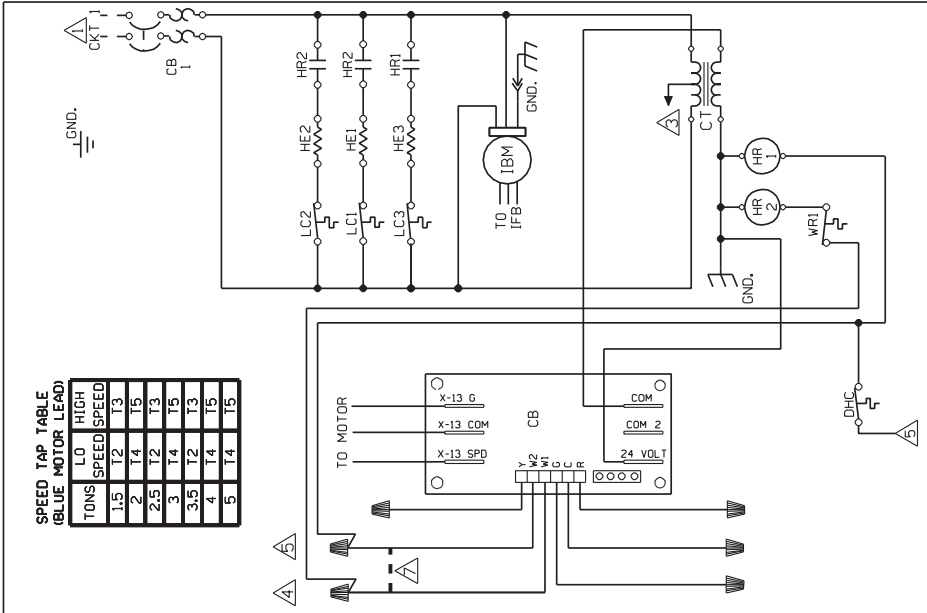 1
CKT 1
CB
1
GND.
HR2
HR2
HR1
HE2
HE1
HE3
LC2
LC1
LC3
GND.
IBM
TO
IFB
3
CT
HR
1
HR
2
WR1
GND.
SPEED TAP TABLE
(BLUE MOTOR LEAD)
TONS LO SPEED HIGH SPEED
1.5 T2 T3
2 T4 T5
2.5 T2 T3
3 T4 T5
3.5 T2 T3
4 T4 T5
5 T4 T5
TO MOTOR
X-13 G
X-13 COM
X-13 SPD
CB
COM
COM 2
24 VOLT
Y
W2
W1
G
C
R
DHC
5
5
7
4